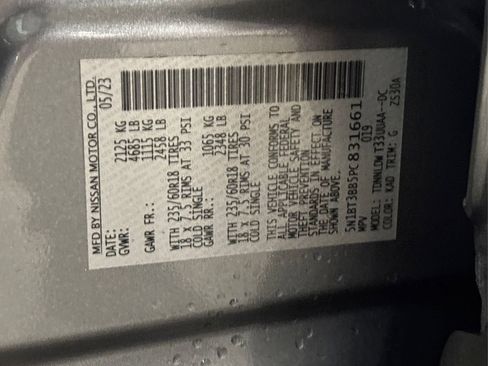 MFD BY NISSAN MOTOR CO., LTD.
DATE: 05/23
GVWR: 2125 KG
4685 LB
GAWR FR.: 1115 KG
2458 LB
WITH 235/60R18 TIRES
18 X 7.5 RIMS AT 33 PSI
COLD SINGLE
GAWR RR.: 1065 KG
2348 LB
WITH 235/60R18 TIRES
18 X 7.5 RIMS AT 30 PSI
COLD SINGLE
THIS VEHICLE CONFORMS TO
ALL APPLICABLE FEDERAL
MOTOR VEHICLE SAFETY AND
THEFT PREVENTION
STANDARDS IN EFFECT ON
THE DATE OF MANUFACTURE
SHOWN ABOVE.
5N1BT3BB5PC831661
MPV 019
MODEL: TDNNLDW T33UUAA--DC
COLOR: KAD TRIM: G ZS30A